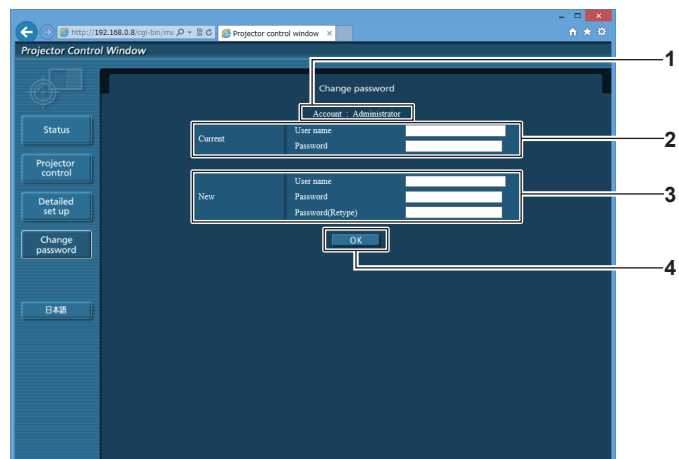 http://192.168.0.8/cgi-bin/mai
Projector control window
Projector Control Window
1
Change password
Account : Administrator
Status
Current
User name
Password
2
Projector
control
New
User name
Password
Password(Retype)
3
Detailed
set up
Change
password
OK
4
日本語